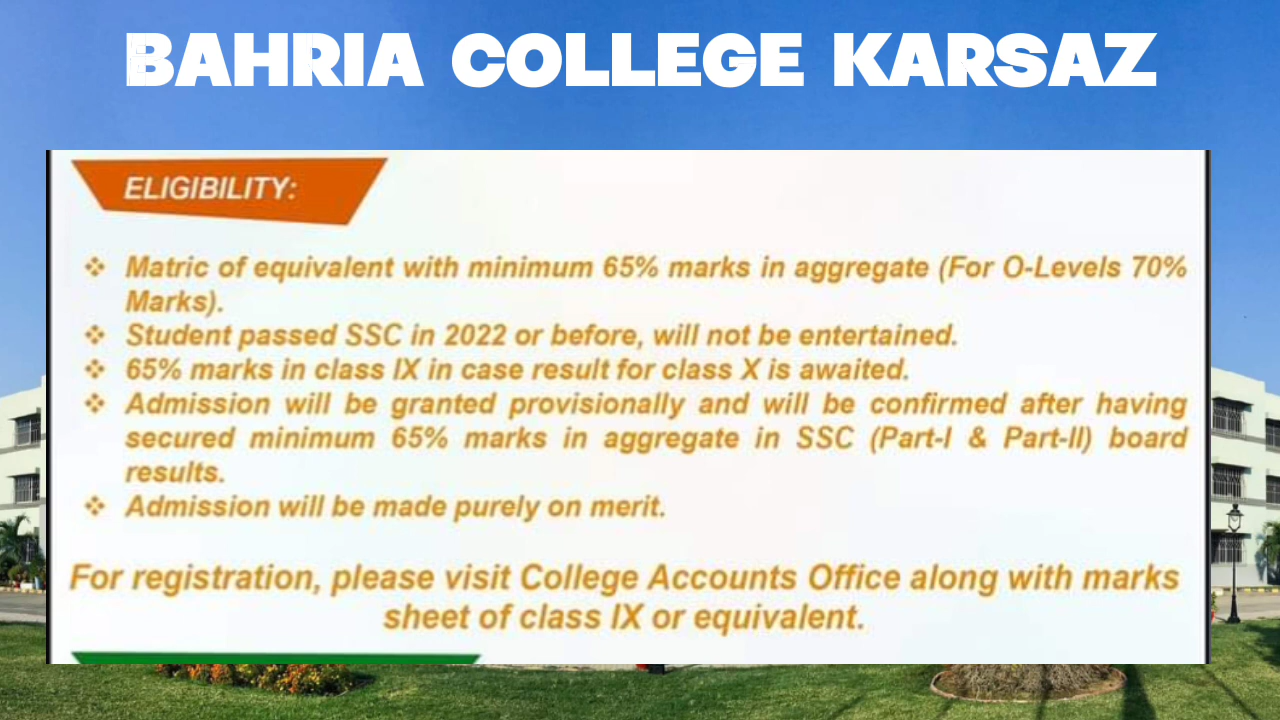 BAHRIA COLLEGE KARSAZ
ELIGIBILITY:
❖ Matric of equivalent with minimum 65% marks in aggregate (For O-Levels 70%
Marks).
❖ Student passed SSC in 2022 or before, will not be entertained.
❖ 65% marks in class IX in case result for class X is awaited.
❖ Admission will be granted provisionally and will be confirmed after having
secured minimum 65% marks in aggregate in SSC (Part-I & Part-II) board
results.
❖ Admission will be made purely on merit.
For registration, please visit College Accounts Office along with marks
sheet of class IX or equivalent.